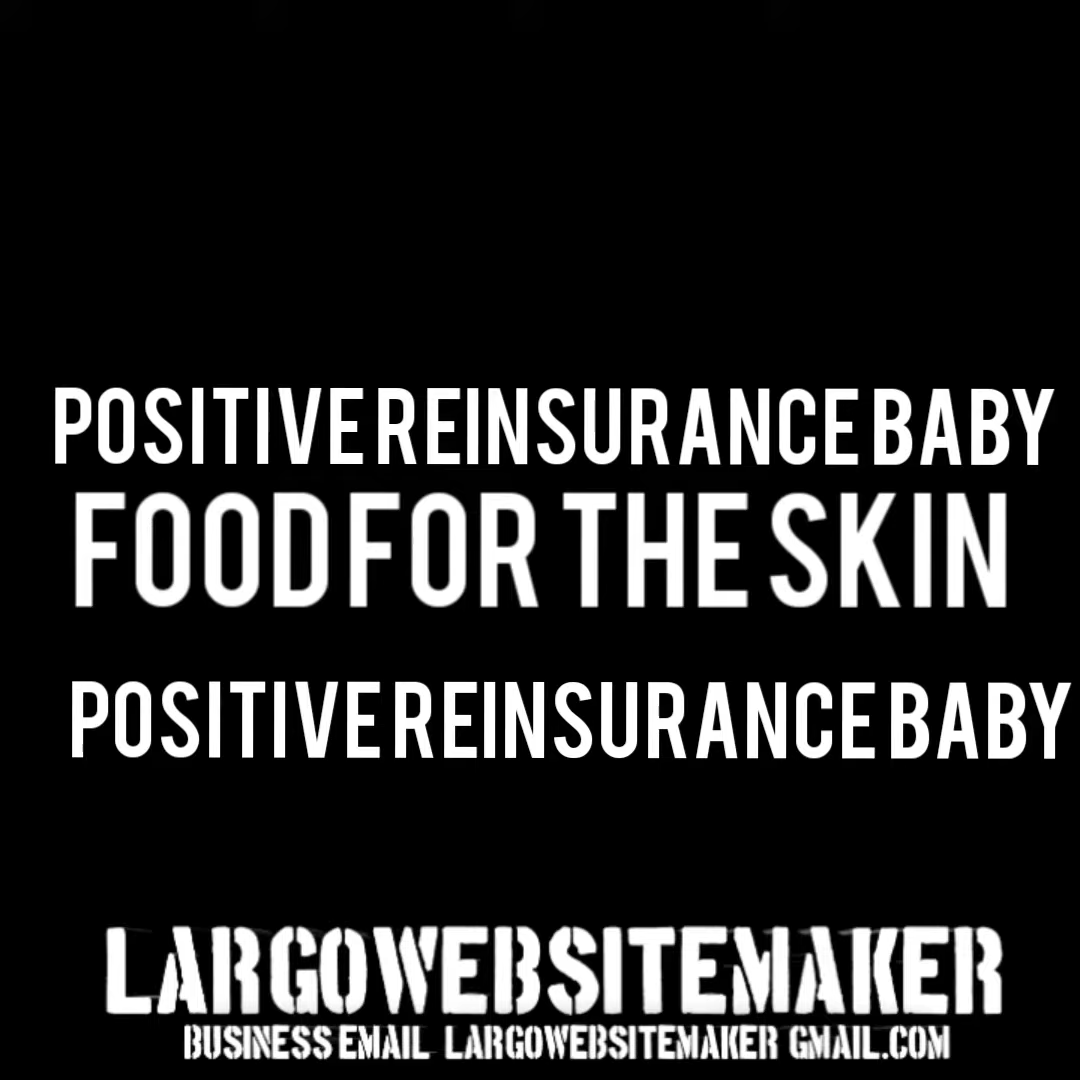 POSITIVE REINSURANCE BABY
FOOD FOR THE SKIN
POSITIVE REINSURANCE BABY
LARGOWEBSITEMAKER
BUSINESS EMAIL LARGOWEBSITEMAKER GMAIL.COM